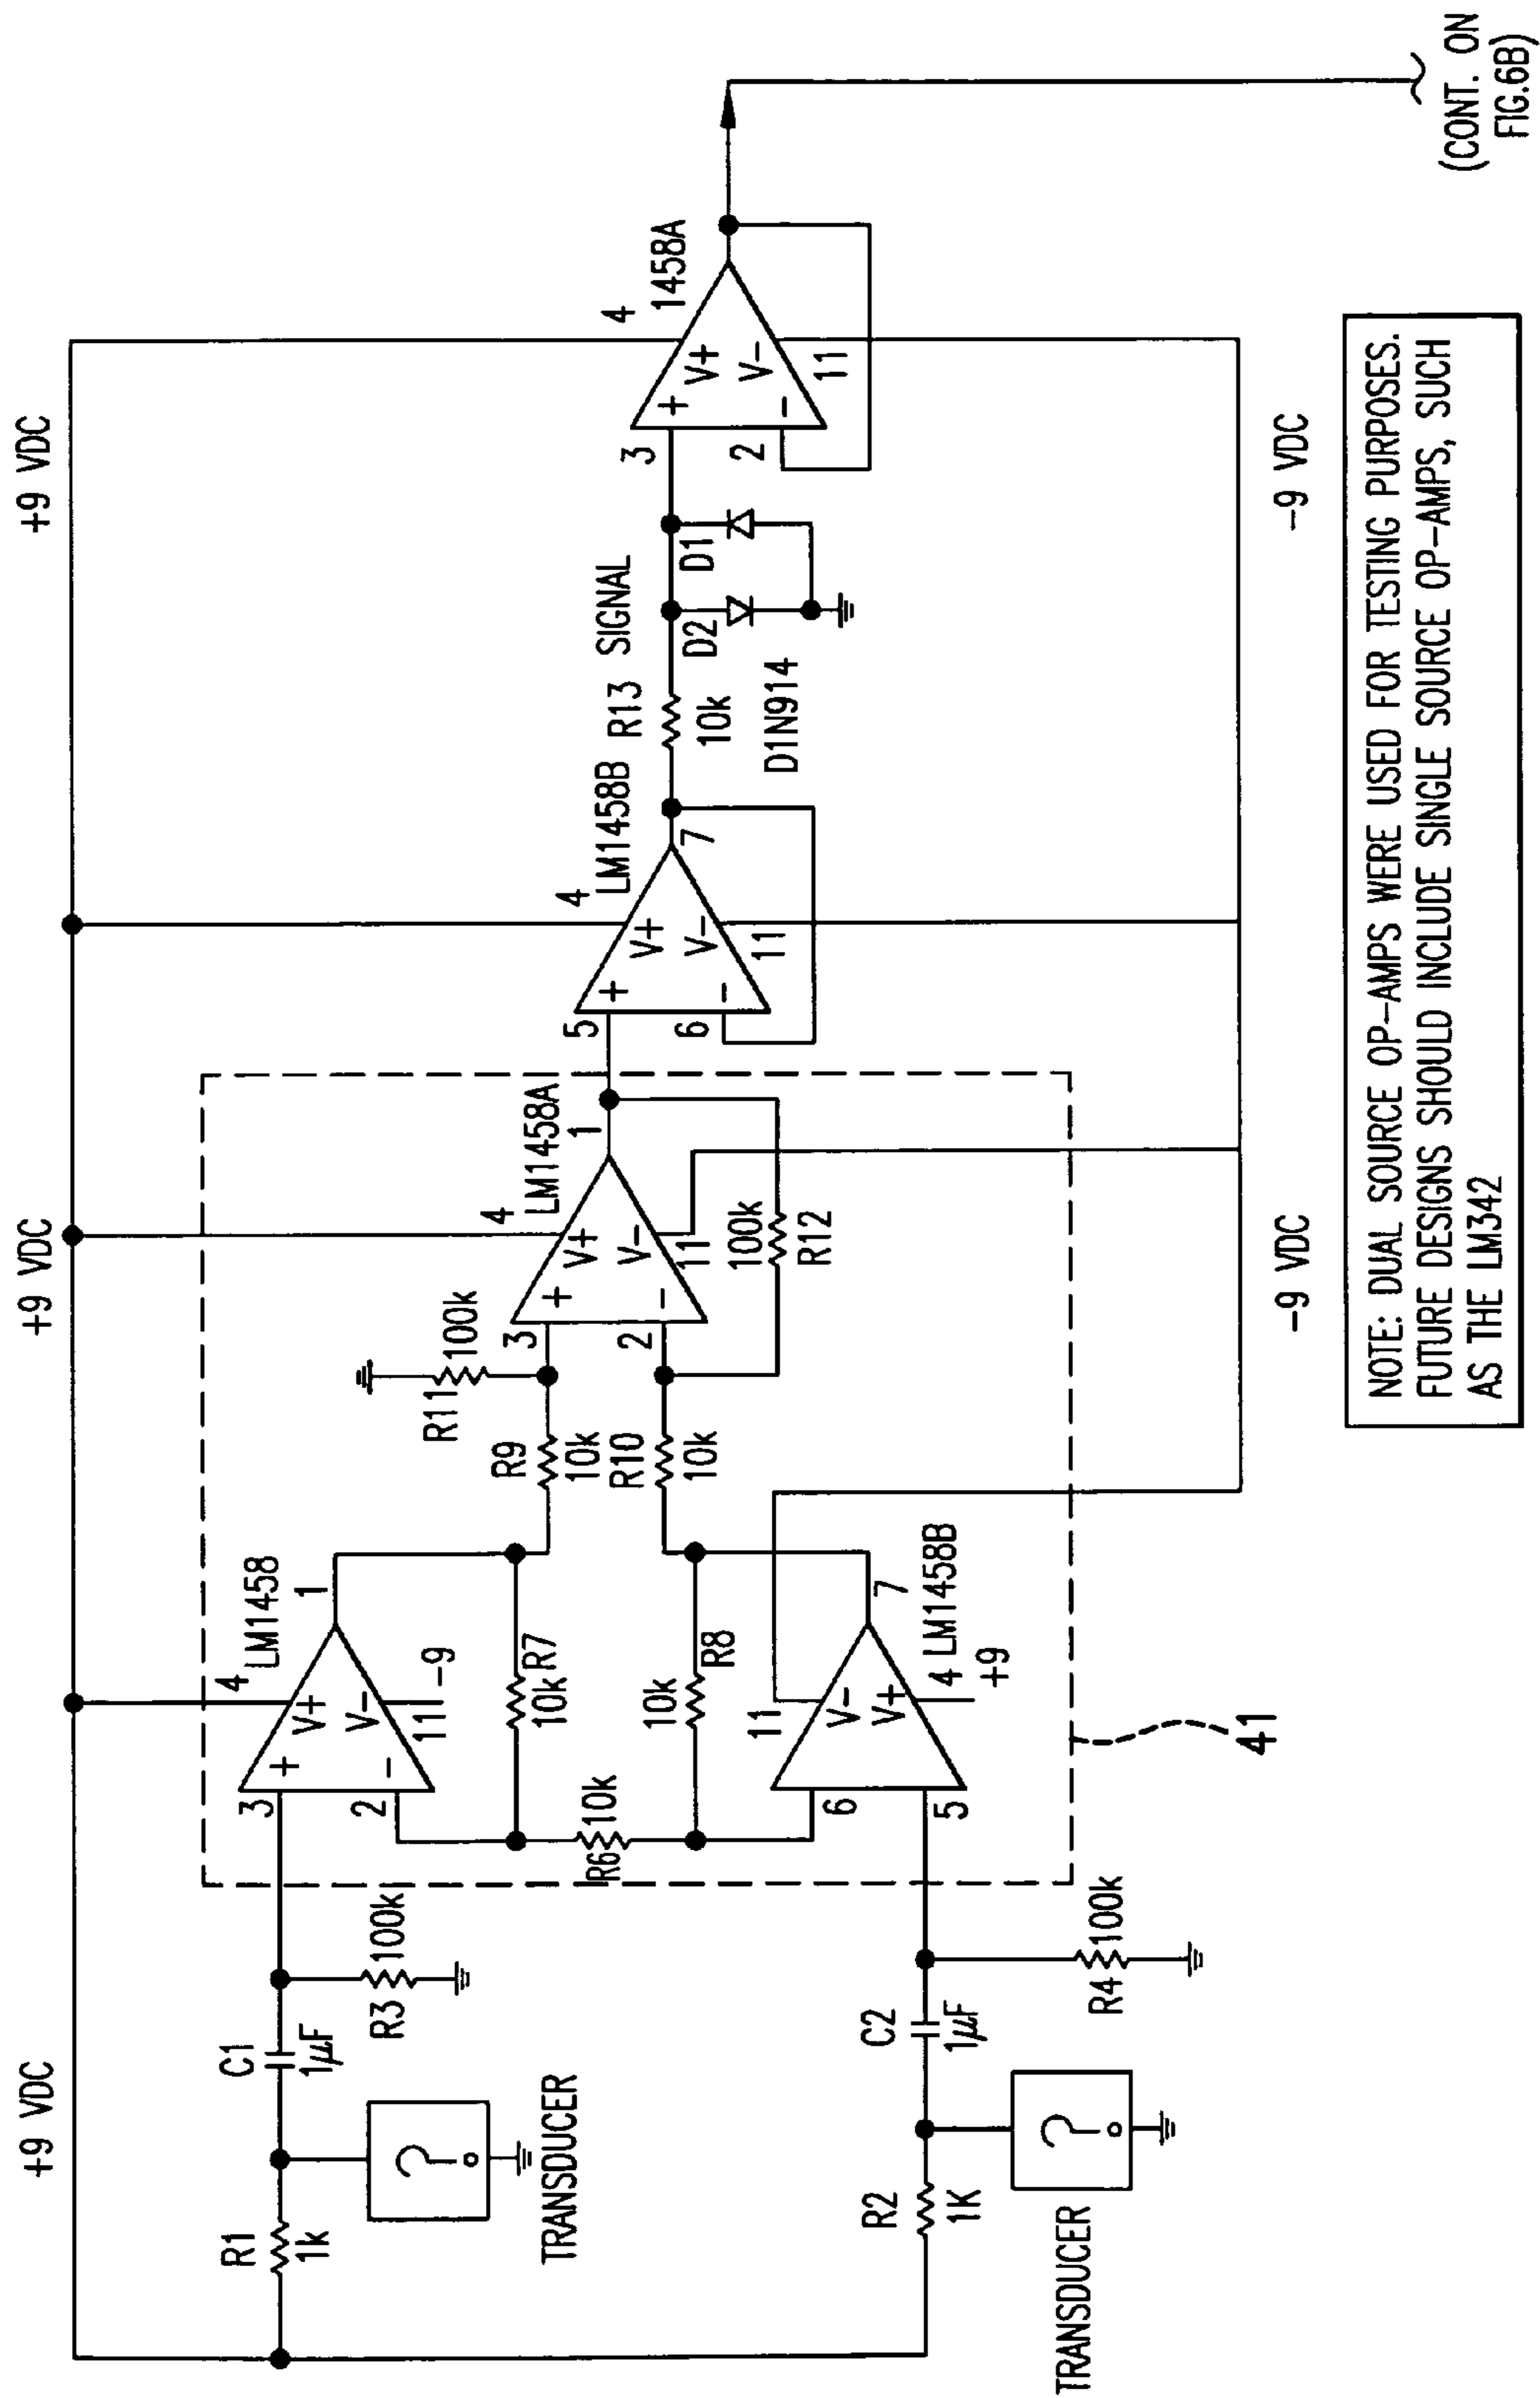 +9 VDC
+9 VDC
+9 VDC
R1
1k
C1
1µF
R3
100k
TRANSDUCER
?
R2
1K
C2
1µF
R4
100k
TRANSDUCER
?
3
2
4
LM1458
1
+
−
V+
V−
11
−9
R7
10k
R6
10k
R8
10k
6
5
11
V−
V+
4
+9
LM1458B
7
41
R9
10k
R10
10k
R11
100k
3
2
+
−
V+
V−
4
LM1458A
1
11
100k
R12
5
6
+
−
V+
V−
4
LM1458B
7
11
R13
10k
SIGNAL
D2
D1
D1N914
3
2
+
−
V+
V−
4
1458A
11
−9 VDC
−9 VDC
(CONT. ON
FIG.6B)
NOTE: DUAL SOURCE OP−AMPS WERE USED FOR TESTING PURPOSES.
FUTURE DESIGNS SHOULD INCLUDE SINGLE SOURCE OP−AMPS, SUCH
AS THE LM342